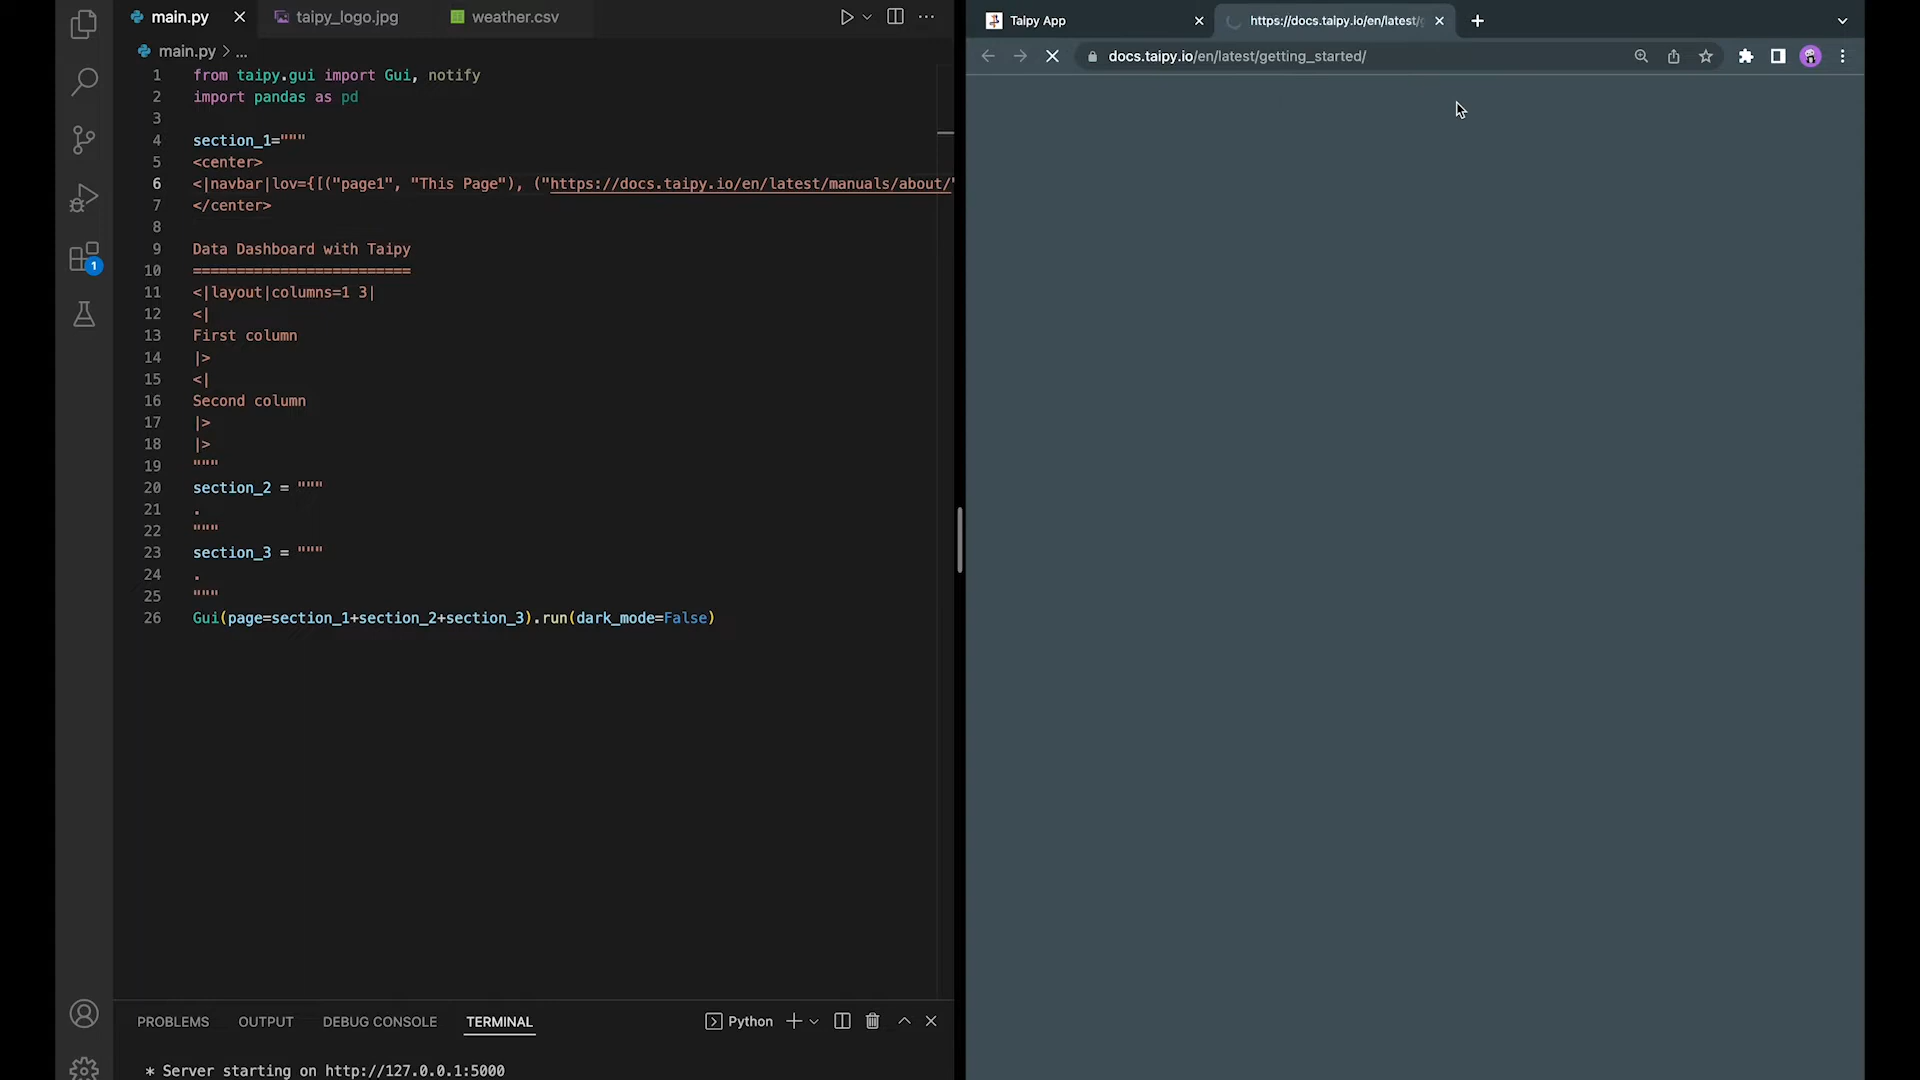 main.py
taipy_logo.jpg
weather.csv
main.py > ...
1 from taipy.gui import Gui, notify
2 import pandas as pd
3
4 section_1="""
5 <center>
6 <|navbar|lov={[("page1", "This Page"), ("https://docs.taipy.io/en/latest/manuals/about/"
7 </center>
8
9 Data Dashboard with Taipy
10 =========================
11 <|layout|columns=1 3|
12 <|
13 First column
14 |>
15 <|
16 Second column
17 |>
18 |>
19 """
20 section_2 = """
21 .
22 """
23 section_3 = """
24 .
25 """
26 Gui(page=section_1+section_2+section_3).run(dark_mode=False)
1
PROBLEMS OUTPUT DEBUG CONSOLE TERMINAL Python
* Server starting on http://127.0.0.1:5000
Taipy App
https://docs.taipy.io/en/latest/
docs.taipy.io/en/latest/getting_started/